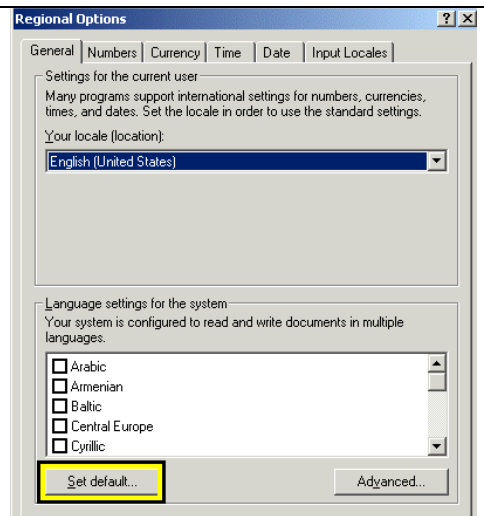 Regional Options
General Numbers Currency Time Date Input Locales
Settings for the current user
Many programs support international settings for numbers, currencies,
times, and dates. Set the locale in order to use the standard settings.
Your locale (location):
English (United States)
Language settings for the system
Your system is configured to read and write documents in multiple
languages.
Arabic
Armenian
Baltic
Central Europe
Cyrillic
Set default... Advanced...